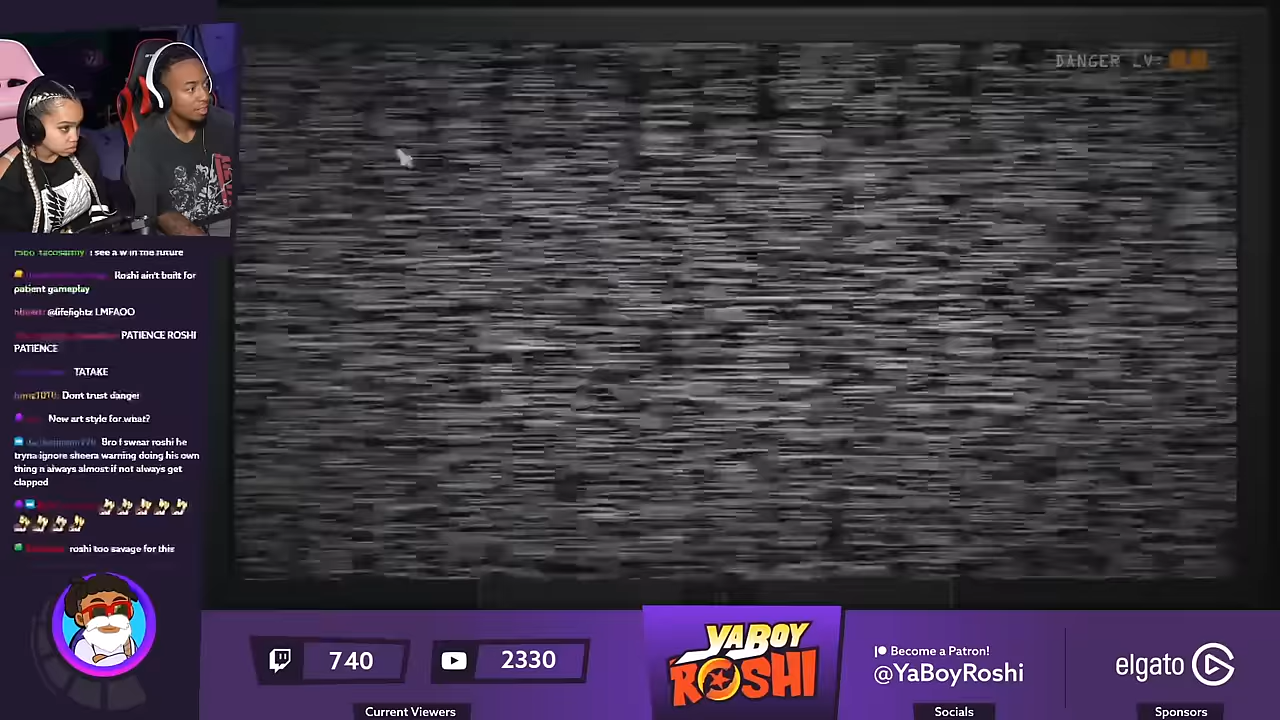 DANGER LV:
I see a W in the future
Roshi ain't built for
patient gameplay
@lifefightz LMFAOO
PATIENCE ROSHI
PATIENCE
TATAKE
Dont trust danger
New art style for what?
Bro I swear roshi he
tryna ignore sheera warning doing his own
thing n always almost if not always get
clapped
roshi too savage for this
740
2330
YABOY
ROSHI
Become a Patron!
@YaBoyRoshi
elgato
Current Viewers
Socials
Sponsors